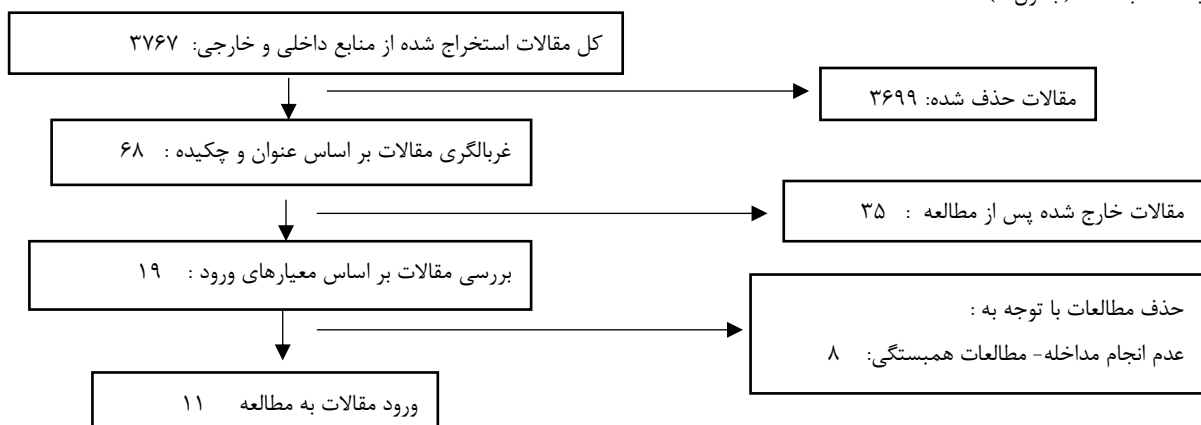 کل مقالات استخراج شده از منابع داخلی و خارجی: ۳۷۶۷
مقالات حذف شده: ۳۶۹۹
غربالگری مقالات بر اساس عنوان و چکیده : ۶۸
مقالات خارج شده پس از مطالعه : ۳۵
بررسی مقالات بر اساس معیارهای ورود : ۱۹
حذف مطالعات با توجه به :
عدم انجام مداخله- مطالعات همبستگی: ۸
ورود مقالات به مطالعه ۱۱